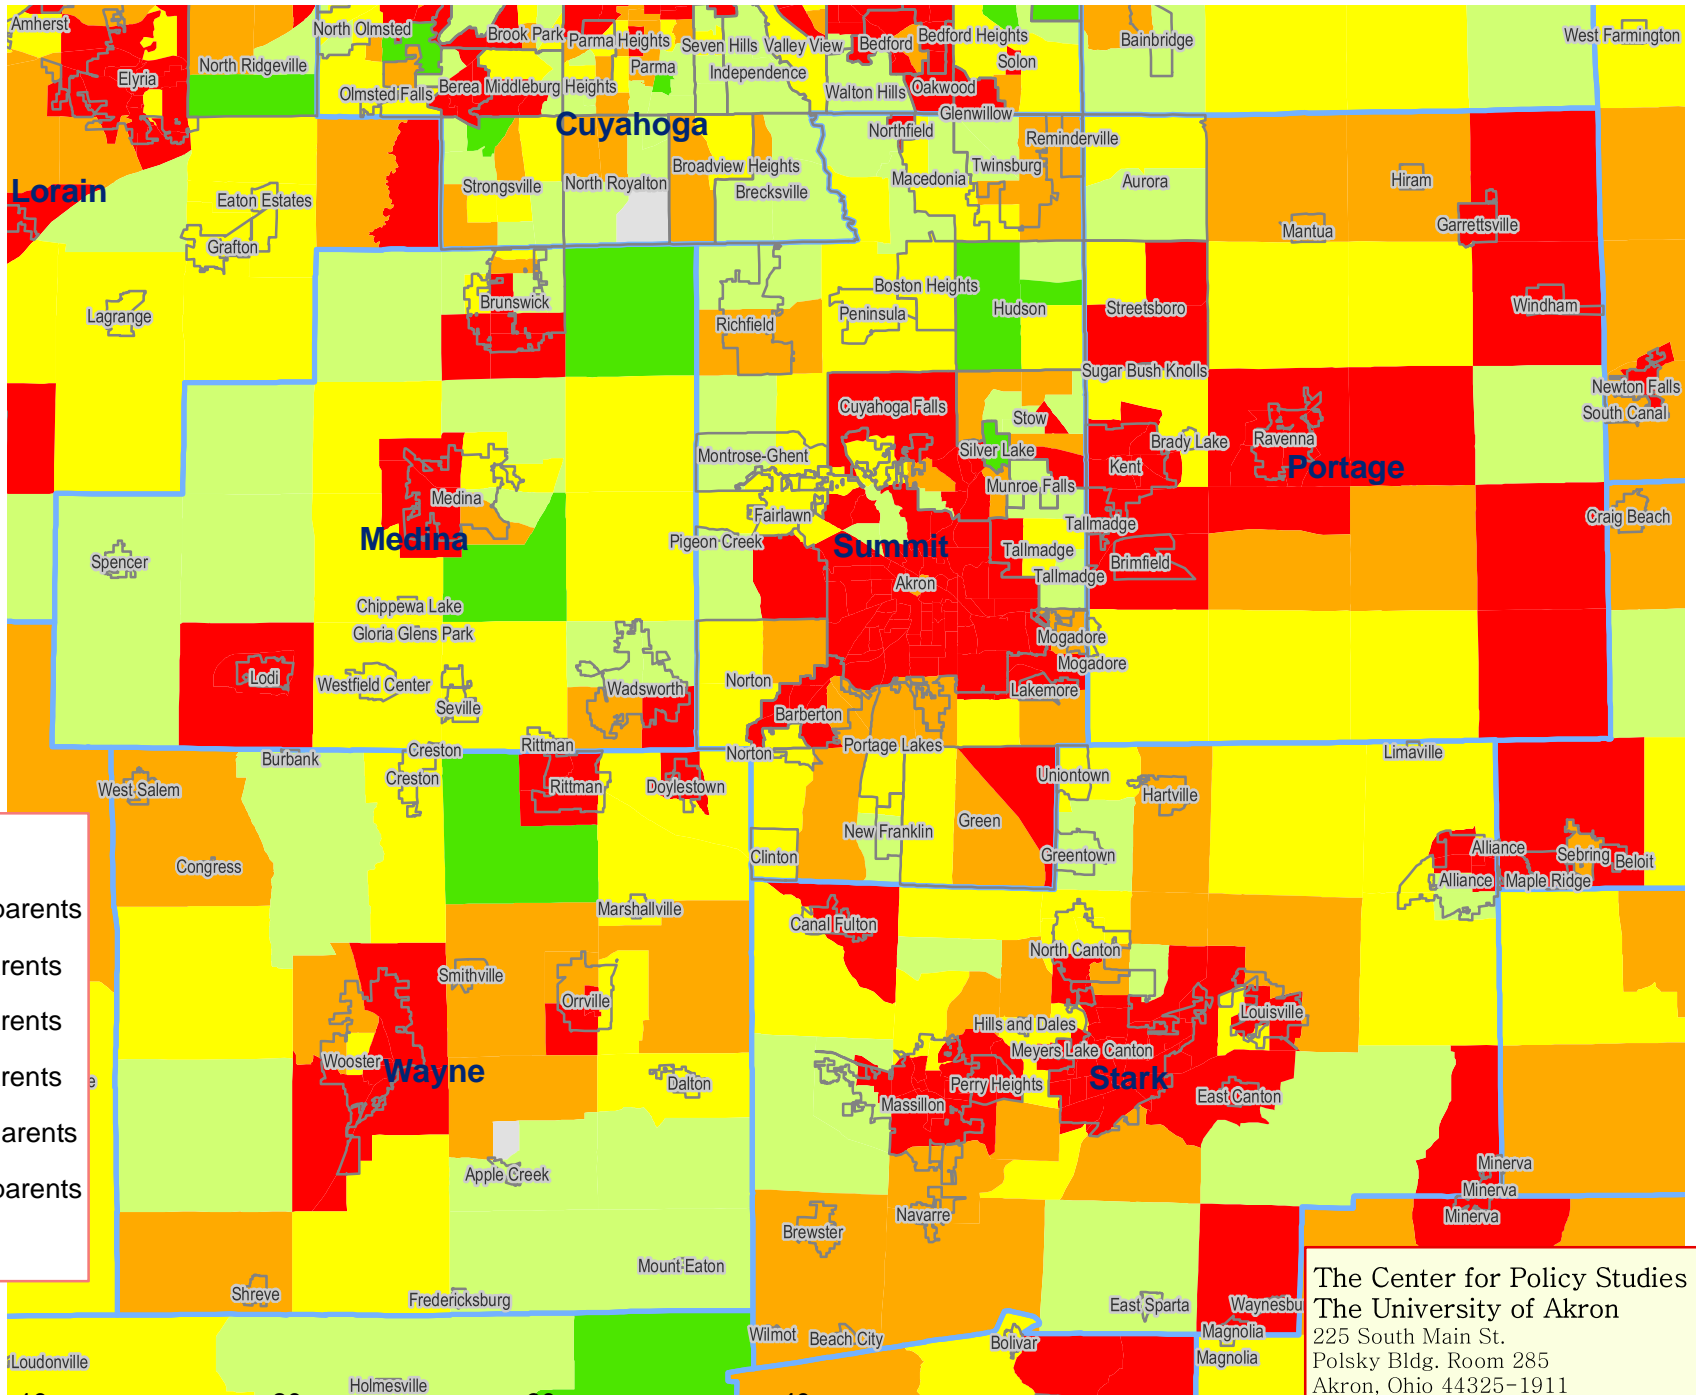 Amherst
North Olmsted
Brook Park
Parma Heights
Seven Hills
Valley View
Bedford
Bedford Heights
Bainbridge
West Farmington
Elyria
North Ridgeville
Parma
Independence
Solon
Olmsted Falls
Berea
Middleburg Heights
Walton Hills
Oakwood
Glenwillow
Cuyahoga
Northfield
Reminderville
Lorain
Eaton Estates
Strongsville
North Royalton
Broadview Heights
Brecksville
Macedonia
Twinsburg
Aurora
Hiram
Grafton
Mantua
Garrettsville
Lagrange
Brunswick
Richfield
Boston Heights
Peninsula
Hudson
Streetsboro
Windham
Sugar Bush Knolls
Newton Falls
South Canal
Cuyahoga Falls
Stow
Montrose-Ghent
Silver Lake
Brady Lake
Ravenna
Kent
Portage
Medina
Munroe Falls
Fairlawn
Tallmadge
Craig Beach
Medina
Pigeon Creek
Summit
Tallmadge
Spencer
Akron
Tallmadge
Brimfield
Chippewa Lake
Gloria Glens Park
Mogadore
Mogadore
Lodi
Westfield Center
Seville
Wadsworth
Norton
Lakemore
Barberton
Burbank
Creston
Rittman
Norton
Portage Lakes
Limaville
West Salem
Creston
Rittman
Doylestown
Uniontown
Hartville
Congress
Clinton
New Franklin
Green
Greentown
Alliance
Sebring
Beloit
Alliance
Maple Ridge
parents
Marshallville
Canal Fulton
North Canton
rents
Smithville
Orrville
Louisville
rents
Hills and Dales
Wooster
Wayne
Meyers Lake
Canton
Stark
rents
e
Dalton
Massillon
Perry Heights
East Canton
arents
Apple Creek
Minerva
parents
Minerva
Navarre
Minerva
Brewster
Mount Eaton
Shreve
Fredericksburg
East Sparta
Waynesbu
Wilmot
Beach City
Bolivar
Magnolia
Magnolia
Loudonville
Holmesville
The Center for Policy Studies
The University of Akron
225 South Main St.
Polsky Bldg. Room 285
Akron, Ohio 44325-1911